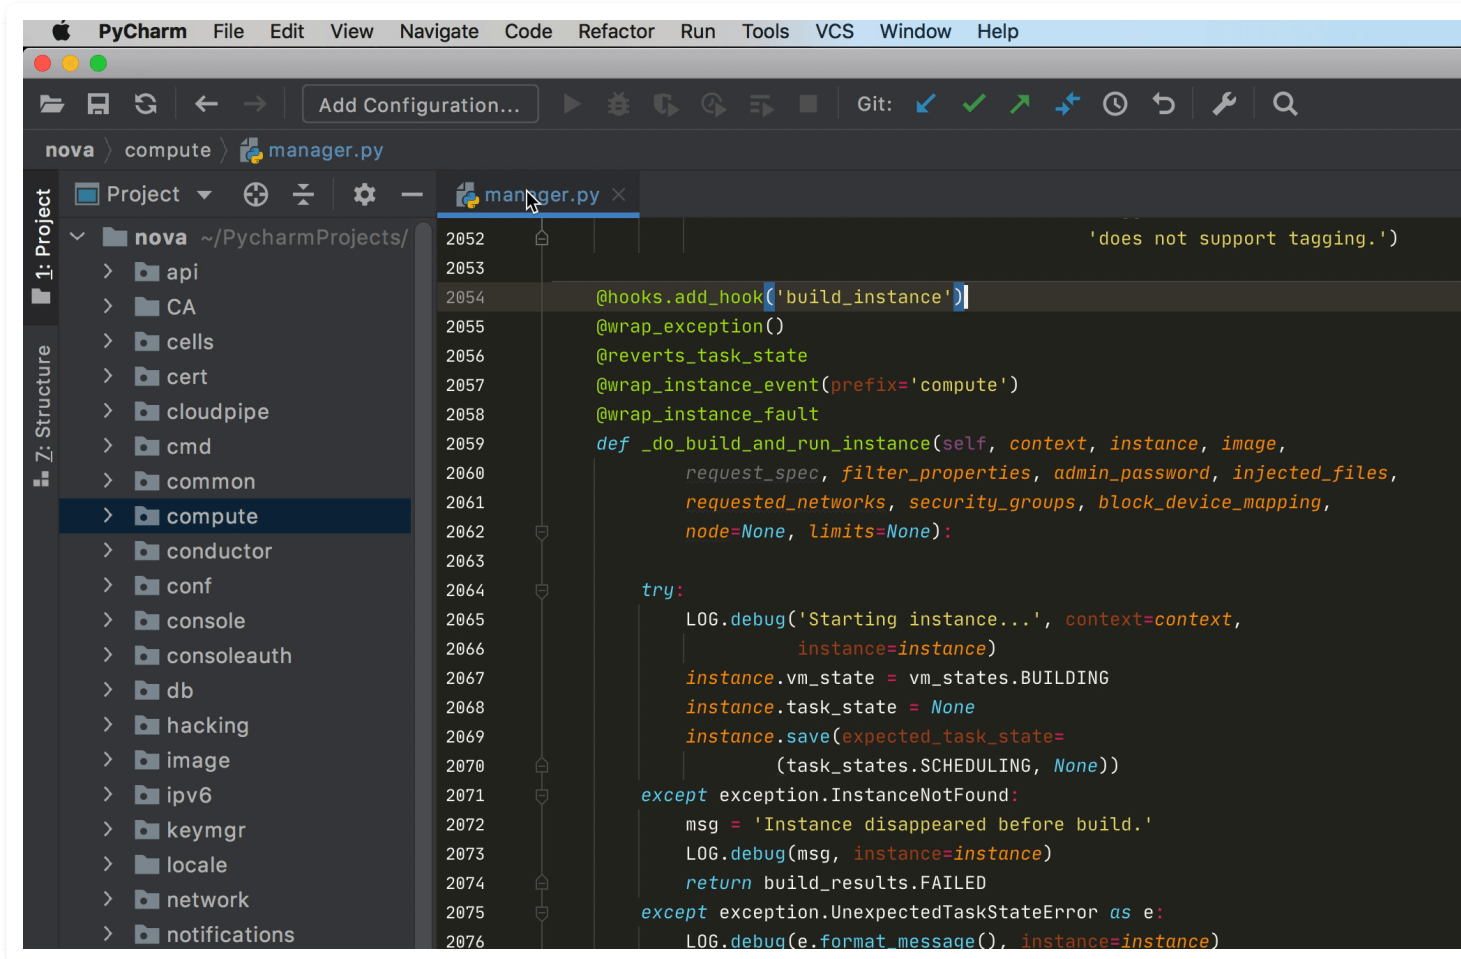 PyCharm File Edit View Navigate Code Refactor Run Tools VCS Window Help
Add Configuration... Git:
nova compute manager.py
1: Project
7: Structure
Project
nova ~/PycharmProjects/
api
CA
cells
cert
cloudpipe
cmd
common
compute
conductor
conf
console
consoleauth
db
hacking
image
ipv6
keymgr
locale
network
notifications
manager.py
2052 'does not support tagging.')
2053
2054 @hooks.add_hook('build_instance')
2055 @wrap_exception()
2056 @reverts_task_state
2057 @wrap_instance_event(prefix='compute')
2058 @wrap_instance_fault
2059 def _do_build_and_run_instance(self, context, instance, image,
2060 request_spec, filter_properties, admin_password, injected_files,
2061 requested_networks, security_groups, block_device_mapping,
2062 node=None, limits=None):
2063
2064 try:
2065 LOG.debug('Starting instance...', context=context,
2066 instance=instance)
2067 instance.vm_state = vm_states.BUILDING
2068 instance.task_state = None
2069 instance.save(expected_task_state=
2070 (task_states.SCHEDULING, None))
2071 except exception.InstanceNotFound:
2072 msg = 'Instance disappeared before build.'
2073 LOG.debug(msg, instance=instance)
2074 return build_results.FAILED
2075 except exception.UnexpectedTaskStateError as e:
2076 LOG.debug(e.format_message(), instance=instance)